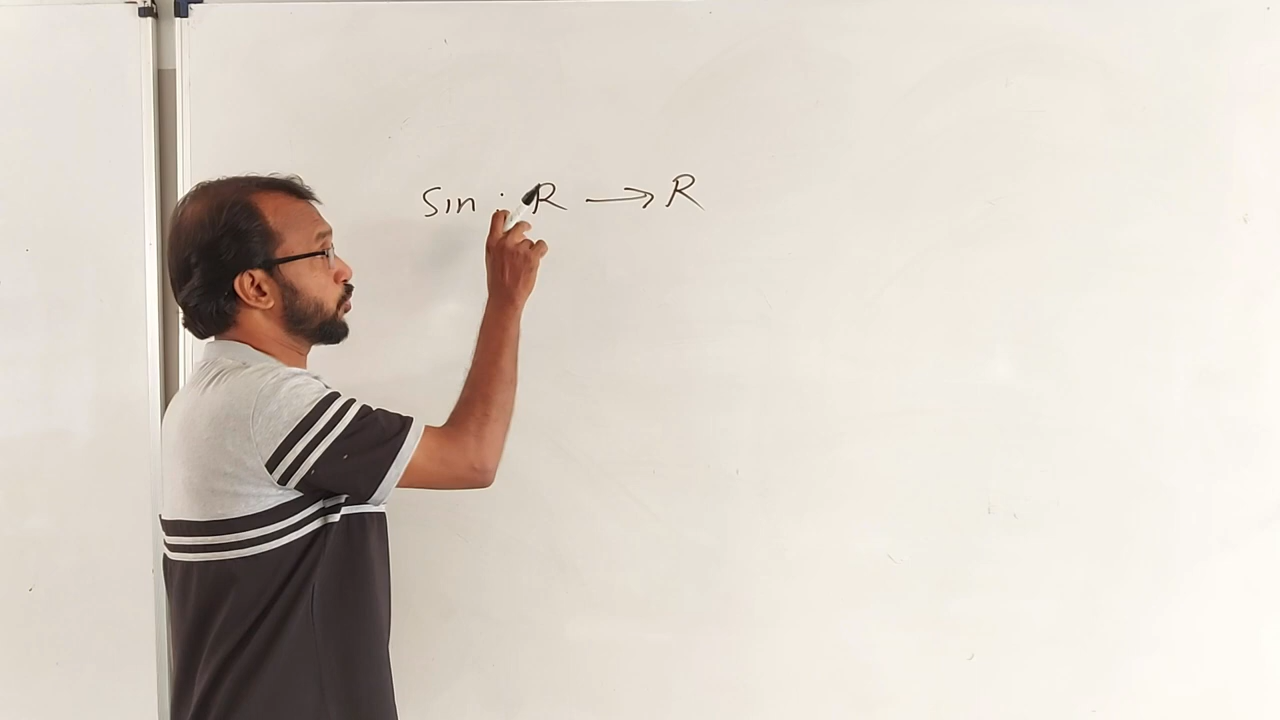 Sin : R → R